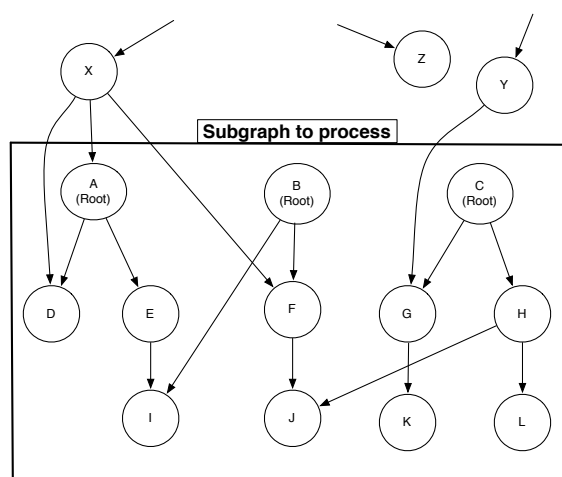 X
Z
Y
Subgraph to process
A
(Root)
B
(Root)
C
(Root)
D
E
F
G
H
I
J
K
L